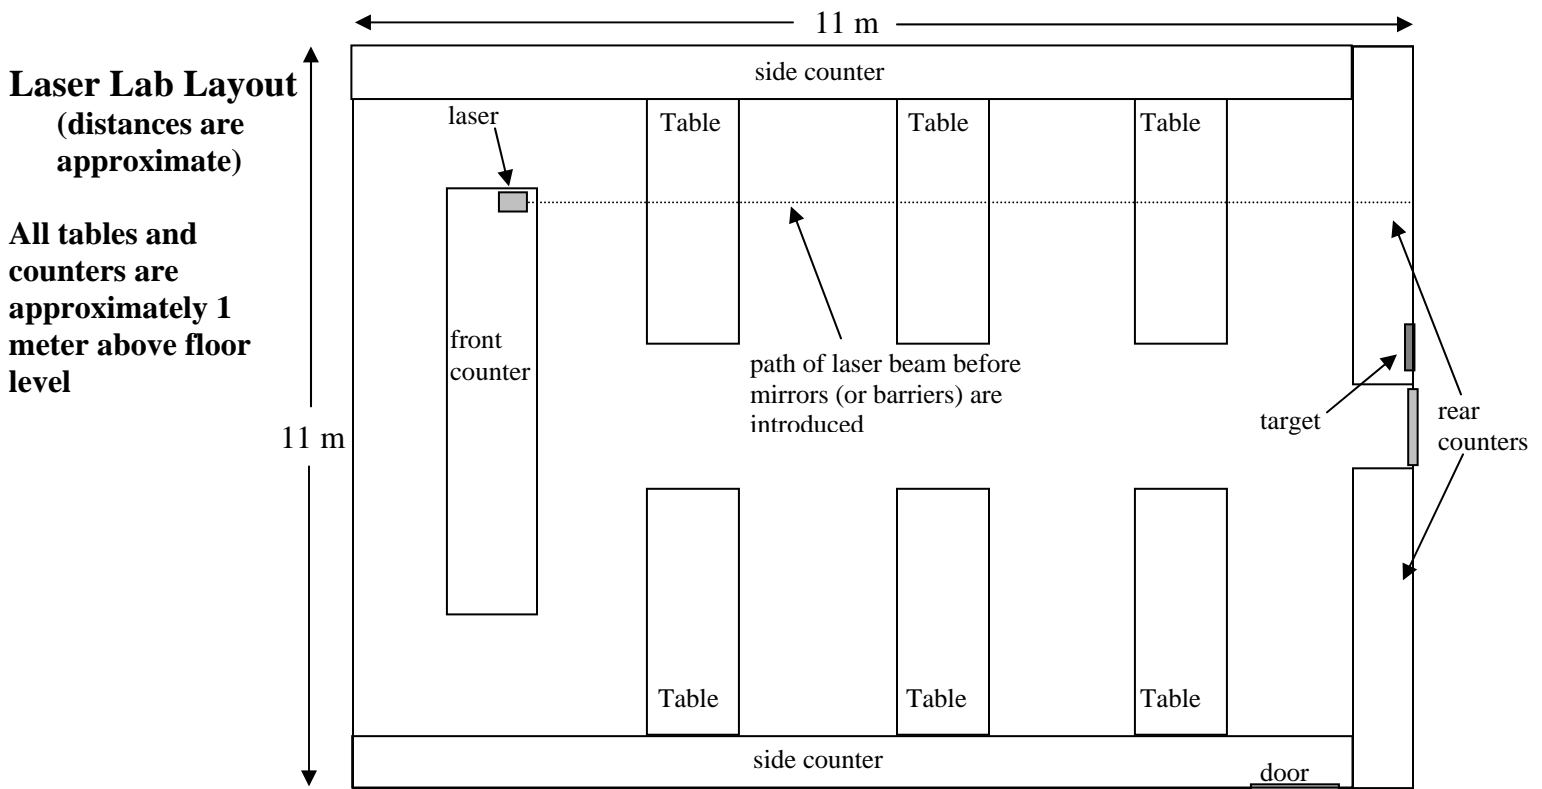 11 m
Laser Lab Layout
(distances are
approximate)
All tables and
counters are
approximately 1
meter above floor
level
11 m
side counter
laser
Table
Table
Table
front
counter
path of laser beam before
mirrors (or barriers) are
introduced
target
rear
counters
Table
Table
Table
side counter
door